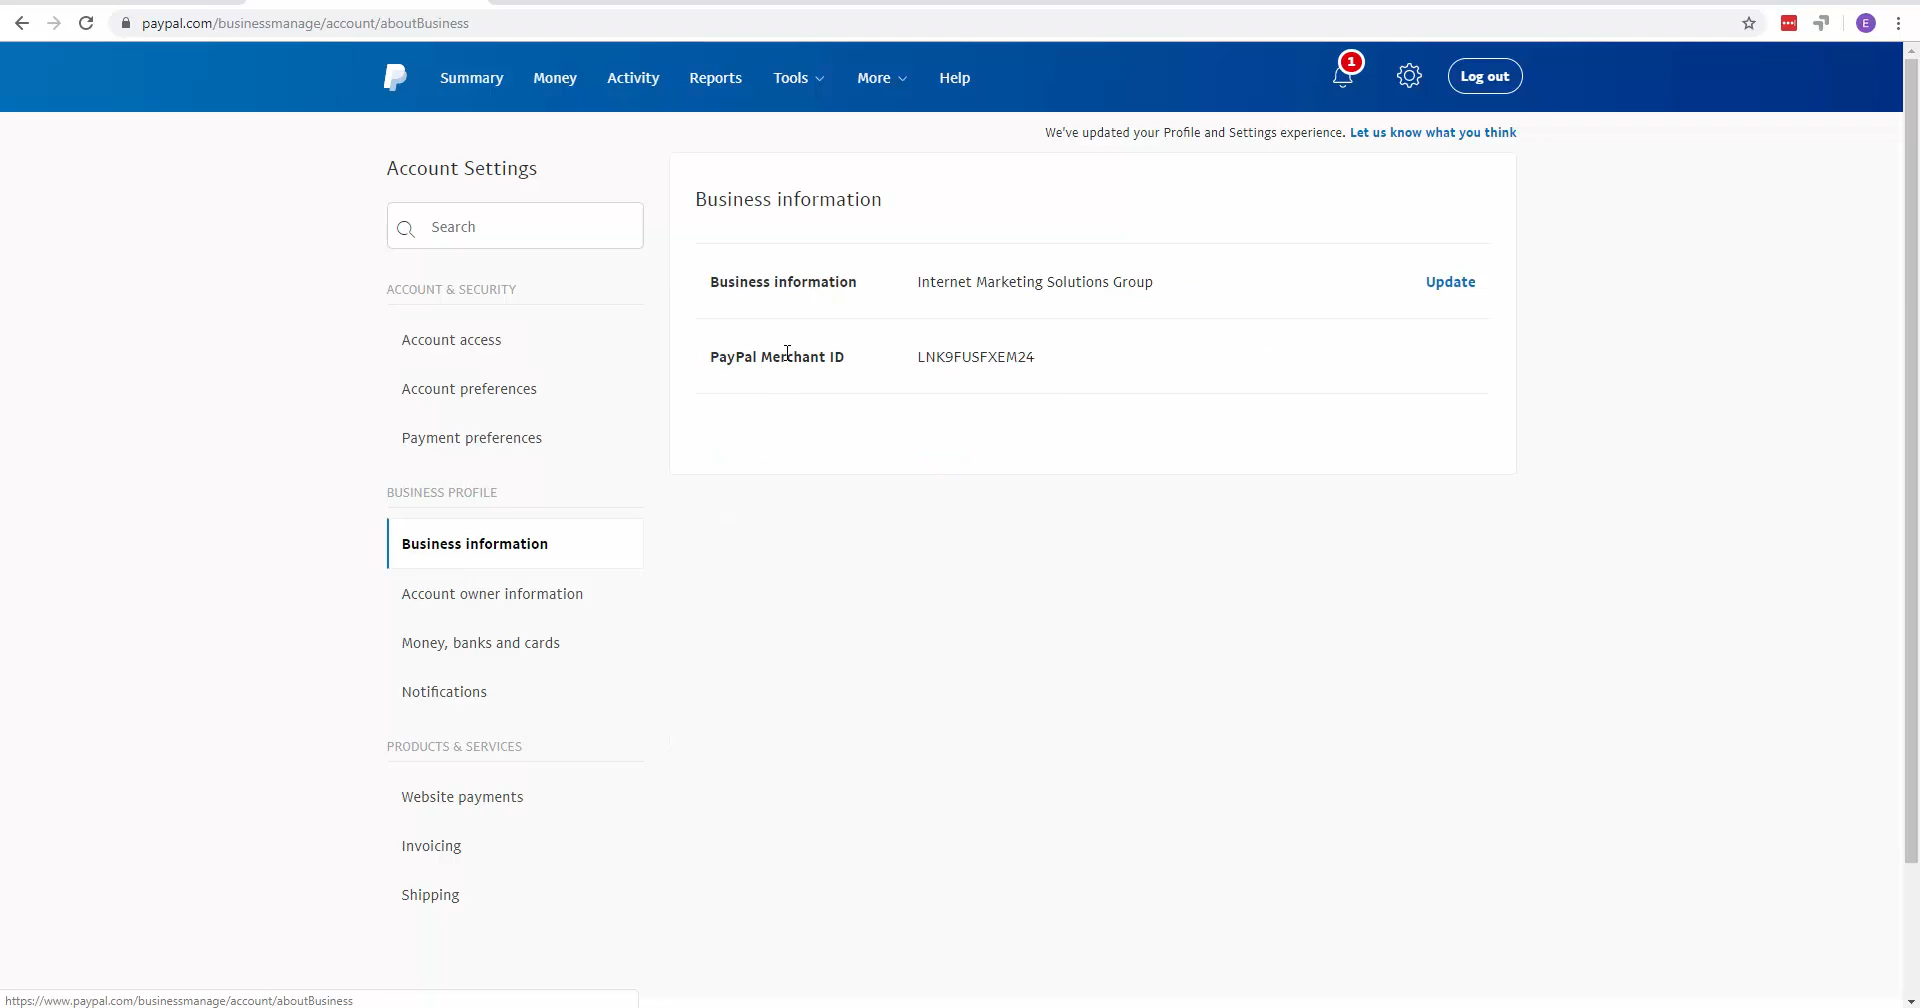 paypal.com/businessmanage/account/aboutBusiness
E
Summary Money Activity Reports Tools More Help 1 Log out
We've updated your Profile and Settings experience. Let us know what you think
Account Settings
Search
ACCOUNT & SECURITY
Account access
Account preferences
Payment preferences
BUSINESS PROFILE
Business information
Account owner information
Money, banks and cards
Notifications
PRODUCTS & SERVICES
Website payments
Invoicing
Shipping
Business information
Business information Internet Marketing Solutions Group Update
PayPal Merchant ID LNK9FUSFXEM24
https://www.paypal.com/businessmanage/account/aboutBusiness